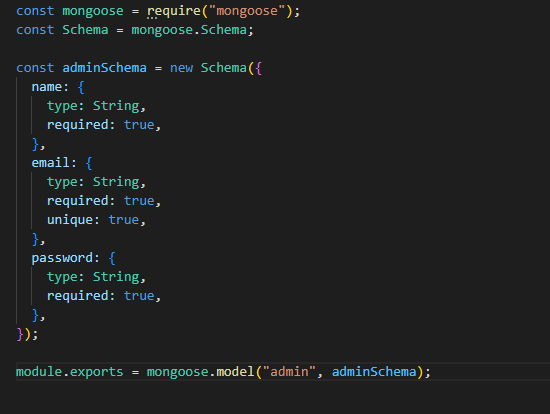 const mongoose = require("mongoose");
const Schema = mongoose.Schema;

const adminSchema = new Schema({
  name: {
    type: String,
    required: true,
  },
  email: {
    type: String,
    required: true,
    unique: true,
  },
  password: {
    type: String,
    required: true,
  },
});

module.exports = mongoose.model("admin", adminSchema);